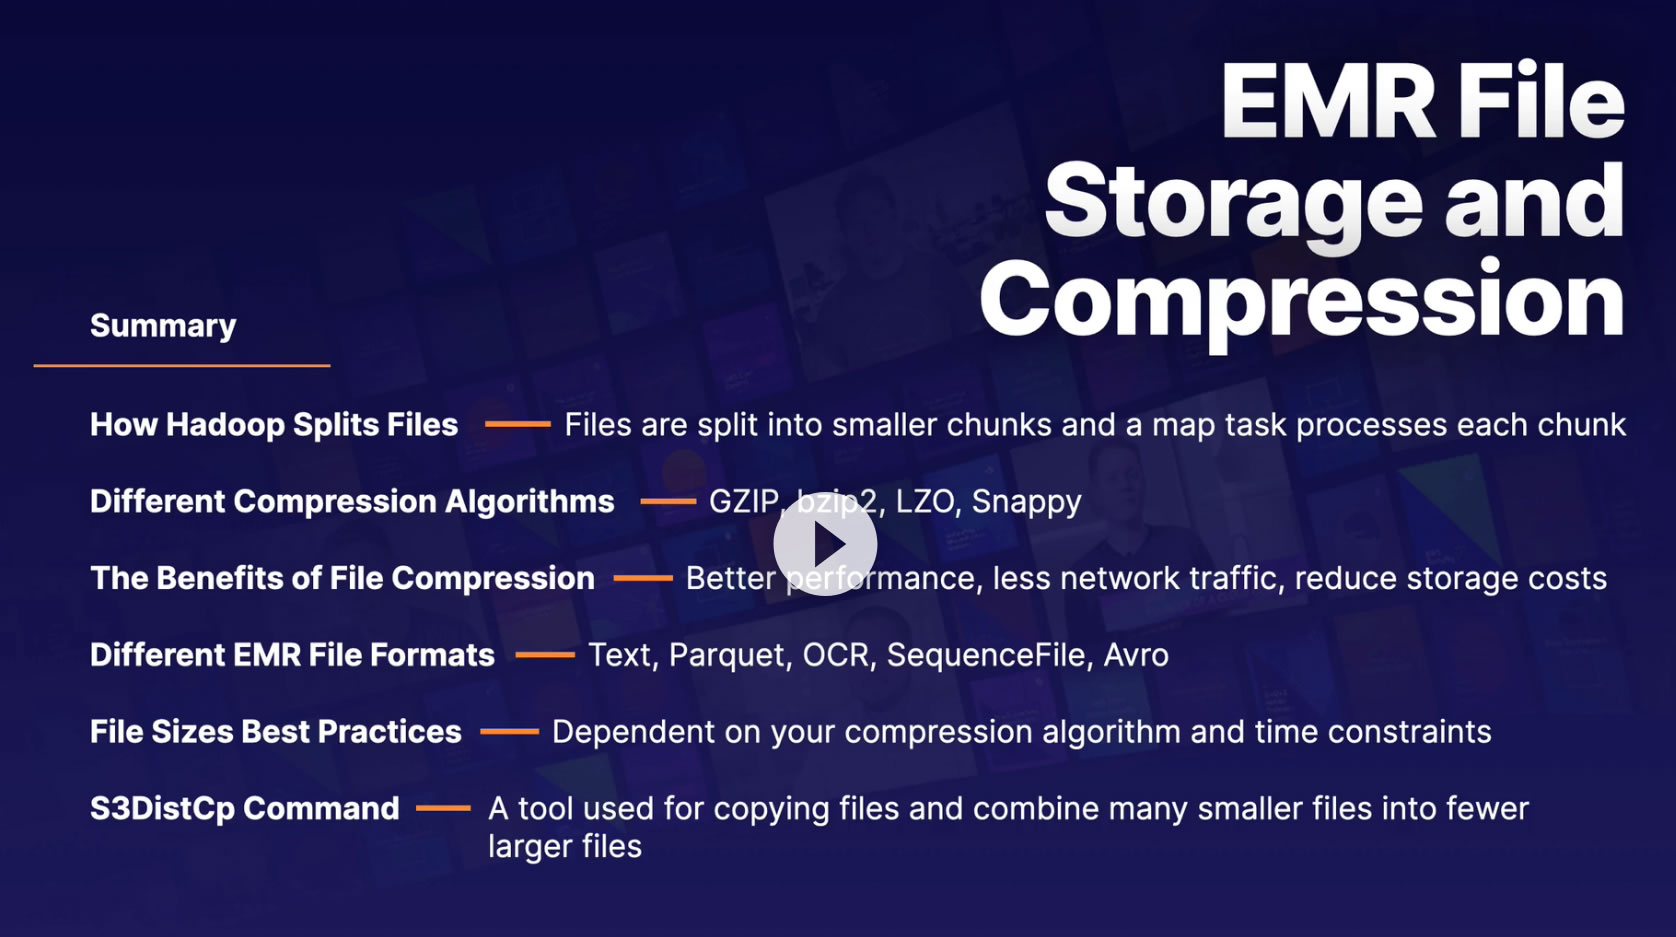 EMR File
Storage and
Compression
Summary
How Hadoop Splits Files — Files are split into smaller chunks and a map task processes each chunk
Different Compression Algorithms — GZIP, bzip2, LZO, Snappy
The Benefits of File Compression — Better performance, less network traffic, reduce storage costs
Different EMR File Formats — Text, Parquet, OCR, SequenceFile, Avro
File Sizes Best Practices — Dependent on your compression algorithm and time constraints
S3DistCp Command — A tool used for copying files and combine many smaller files into fewer
larger files